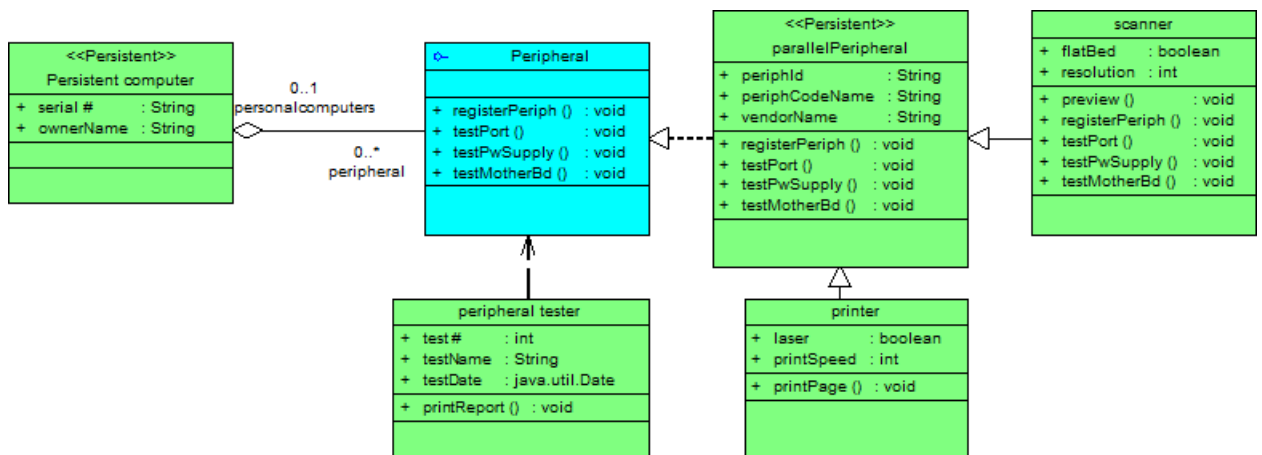 <<Persistent>>
Persistent computer
+ serial # : String
+ ownerName : String
0..1
personalcomputers
0..*
peripheral
Peripheral
+ registerPeriph () : void
+ testPort () : void
+ testPwSupply () : void
+ testMotherBd () : void
<<Persistent>>
parallelPeripheral
+ periphId : String
+ periphCodeName : String
+ vendorName : String
+ registerPeriph () : void
+ testPort () : void
+ testPwSupply () : void
+ testMotherBd () : void
scanner
+ flatBed : boolean
+ resolution : int
+ preview () : void
+ registerPeriph () : void
+ testPort () : void
+ testPwSupply () : void
+ testMotherBd () : void
peripheral tester
+ test# : int
+ testName : String
+ testDate : java.util.Date
+ printReport () : void
printer
+ laser : boolean
+ printSpeed : int
+ printPage () : void